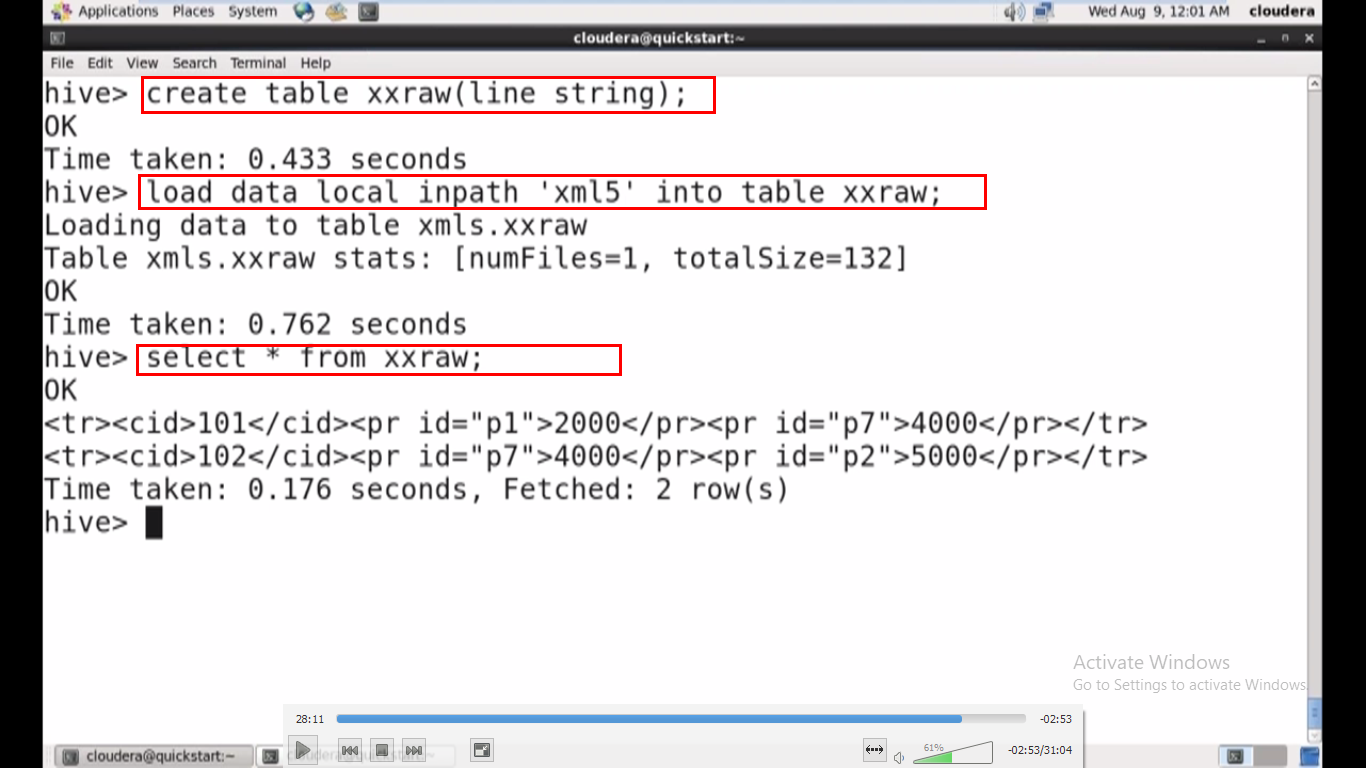 Applications Places System Wed Aug 9, 12:01 AM cloudera
cloudera@quickstart:~
File Edit View Search Terminal Help
hive> create table xxraw(line string);
OK
Time taken: 0.433 seconds
hive> load data local inpath 'xml5' into table xxraw;
Loading data to table xmls.xxraw
Table xmls.xxraw stats: [numFiles=1, totalSize=132]
OK
Time taken: 0.762 seconds
hive> select * from xxraw;
OK
<tr><cid>101</cid><pr id="p1">2000</pr><pr id="p7">4000</pr></tr>
<tr><cid>102</cid><pr id="p7">4000</pr><pr id="p2">5000</pr></tr>
Time taken: 0.176 seconds, Fetched: 2 row(s)
hive>
Activate Windows
Go to Settings to activate Windows.
28:11 -02:53
61% -02:53/31:04
cloudera@quickstart:~ cloudera@quickstart:~